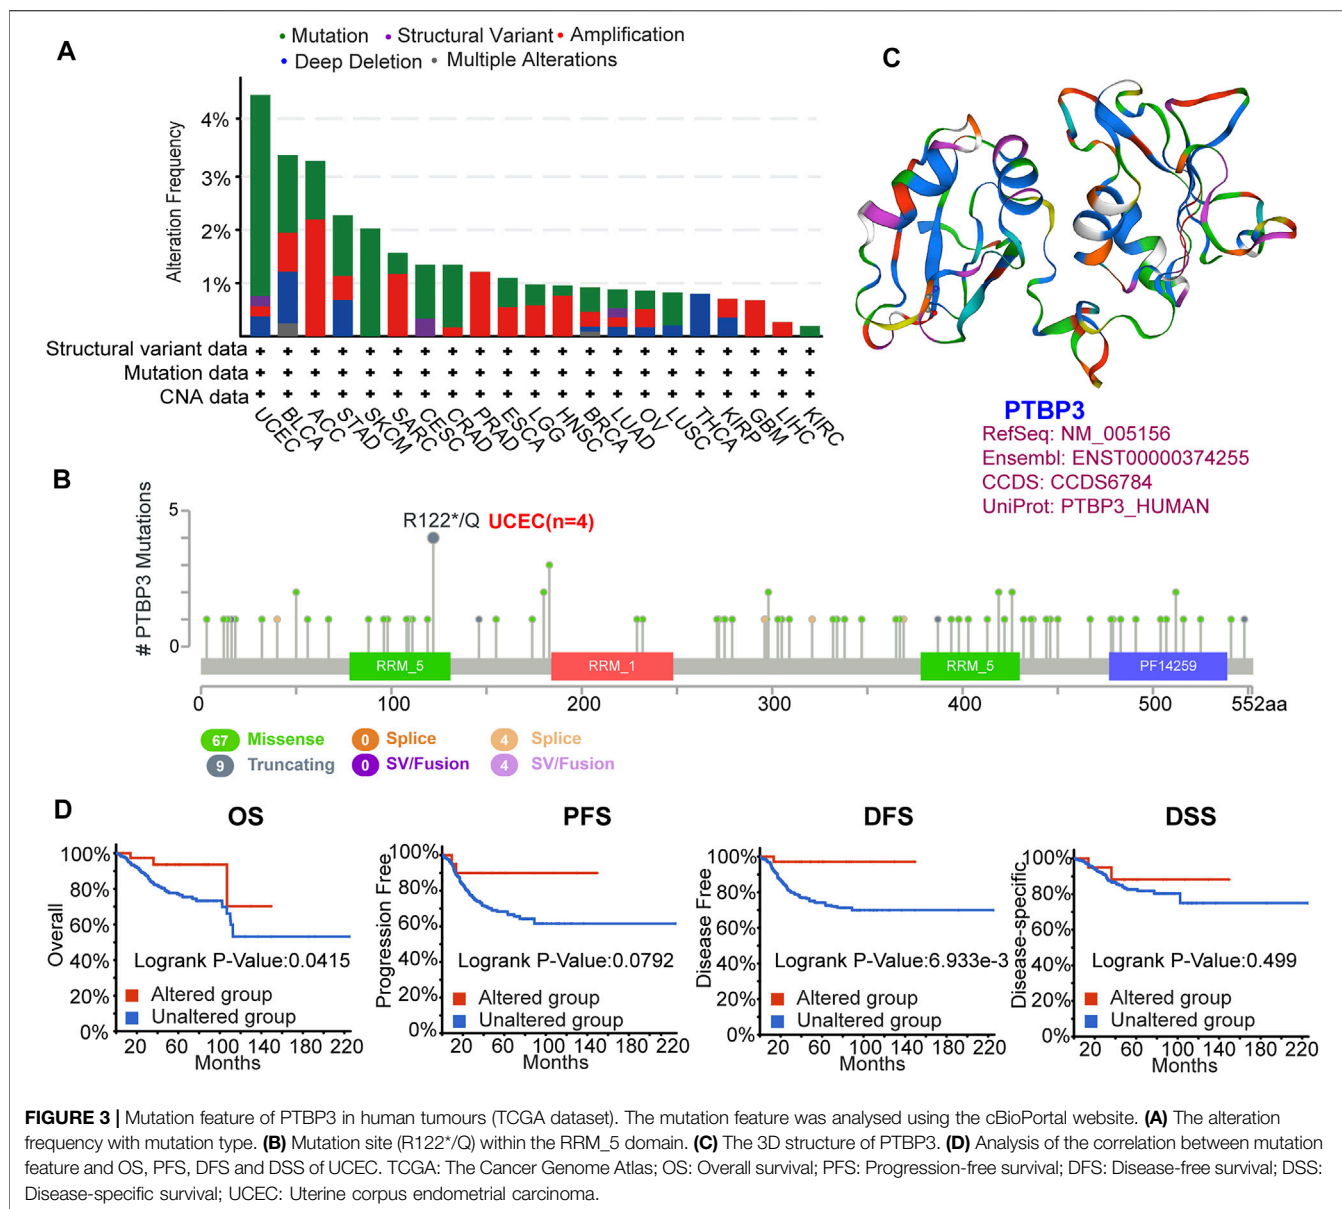 A
• Mutation • Structural Variant • Amplification
• Deep Deletion • Multiple Alterations
Alteration Frequency
4%
3%
2%
1%
Structural variant data + + + + + + + + + + + + + + + + + + + + +
Mutation data + + + + + + + + + + + + + + + + + + + + +
CNA data + + + + + + + + + + + + + + + + + + + + +
UCEC BLCA ACC STAD SKCM SARC CESC CRAD PRAD ESCA LGG HNSC BRCA LUAD OV LUSC THCA KIRP GBM LIHC KIRC
C
PTBP3
RefSeq: NM_005156
Ensembl: ENST00000374255
CCDS: CCDS6784
UniProt: PTBP3_HUMAN
B
# PTBP3 Mutations
5
0
R122*/Q UCEC(n=4)
RRM_5 RRM_1 RRM_5 PF14259
0 100 200 300 400 500 552aa
67 Missense 0 Splice 4 Splice
9 Truncating 0 SV/Fusion 4 SV/Fusion
D
OS
Overall
100%
80%
60%
40%
20%
0%
Logrank P-Value:0.0415
Altered group
Unaltered group
20 60 100 140 180 220
Months
PFS
Progression Free
100%
80%
60%
40%
20%
0%
Logrank P-Value:0.0792
Altered group
Unaltered group
20 60 100 140 180 220
Months
DFS
Disease Free
100%
80%
60%
40%
20%
0%
Logrank P-Value:6.933e-3
Altered group
Unaltered group
20 60 100 140 180 220
Months
DSS
Disease-specific
100%
80%
60%
40%
20%
0%
Logrank P-Value:0.499
Altered group
Unaltered group
20 60 100 140 180 220
Months
FIGURE 3 | Mutation feature of PTBP3 in human tumours (TCGA dataset). The mutation feature was analysed using the cBioPortal website. (A) The alteration
frequency with mutation type. (B) Mutation site (R122*/Q) within the RRM_5 domain. (C) The 3D structure of PTBP3. (D) Analysis of the correlation between mutation
feature and OS, PFS, DFS and DSS of UCEC. TCGA: The Cancer Genome Atlas; OS: Overall survival; PFS: Progression-free survival; DFS: Disease-free survival; DSS:
Disease-specific survival; UCEC: Uterine corpus endometrial carcinoma.